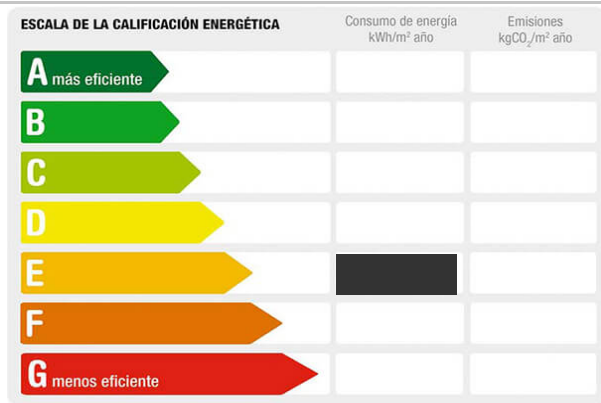 ESCALA DE LA CALIFICACIÓN ENERGÉTICA
Consumo de energía
kWh/m² año
Emisiones
kgCO₂/m² año
A más eficiente
B
C
D
E
F
G menos eficiente